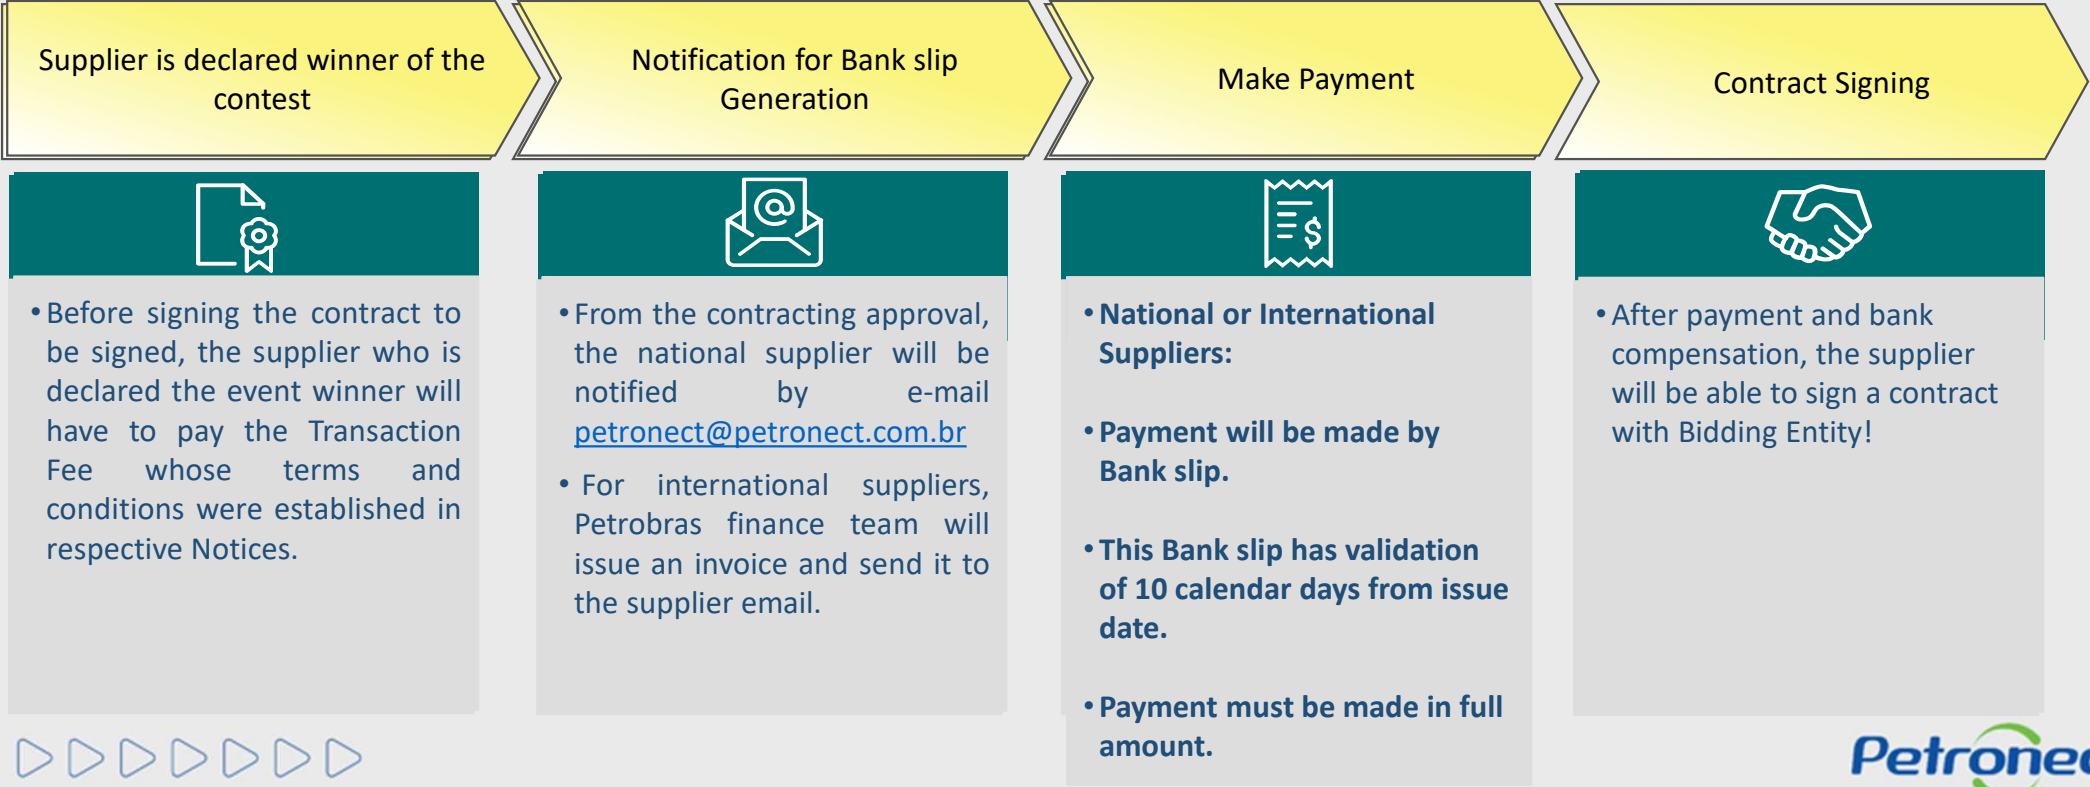 Supplier is declared winner of the
contest
Notification for Bank slip
Generation
Make Payment
Contract Signing
•Before signing the contract to
be signed, the supplier who is
declared the event winner will
have to pay the Transaction
Fee whose terms and
conditions were established in
respective Notices.
•From the contracting approval,
the national supplier will be
notified by e-mail
petronect@petronect.com.br
• For international suppliers,
Petrobras finance team will
issue an invoice and send it to
the supplier email.
•National or International
Suppliers:
•Payment will be made by
Bank slip.
•This Bank slip has validation
of 10 calendar days from issue
date.
•Payment must be made in full
amount.
•After payment and bank
compensation, the supplier
will be able to sign a contract
with Bidding Entity!
Petronec